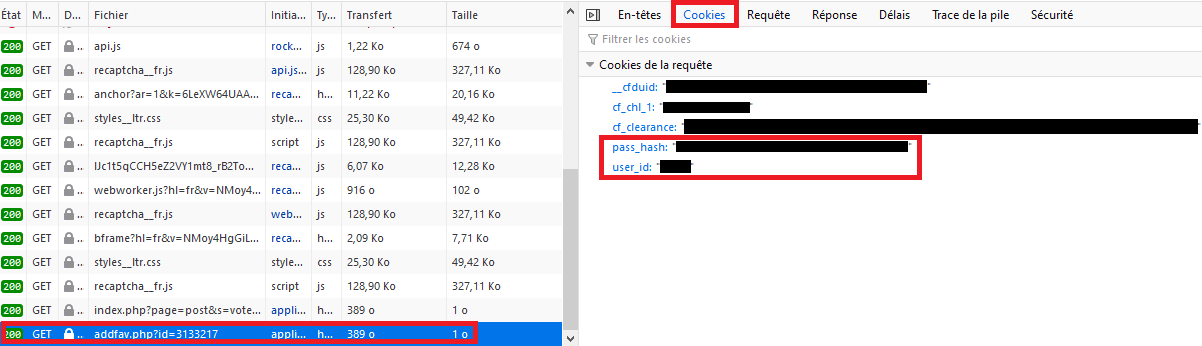 État M... D... Fichier Initia... Ty... Transfert Taille
200 GET ... api.js rock... js 1,22 Ko 674 o
200 GET ... recaptcha__fr.js api.js... js 128,90 Ko 327,11 Ko
200 GET ... anchor?ar=1&k=6LeXW64UAA... reca... h... 11,22 Ko 20,16 Ko
200 GET ... styles__ltr.css style... css 25,30 Ko 49,42 Ko
200 GET ... recaptcha__fr.js script js 128,90 Ko 327,11 Ko
200 GET ... IJc1t5qCCH5eZ2VY1mt8_rB2To... reca... js 6,07 Ko 12,28 Ko
200 GET ... webworker.js?hl=fr&v=NMoy4... reca... js 916 o 102 o
200 GET ... recaptcha__fr.js web... js 128,90 Ko 327,11 Ko
200 GET ... bframe?hl=fr&v=NMoy4HgGiL... reca... h... 2,09 Ko 7,71 Ko
200 GET ... styles__ltr.css style... css 25,30 Ko 49,42 Ko
200 GET ... recaptcha__fr.js script js 128,90 Ko 327,11 Ko
200 GET ... index.php?page=post&s=vote... appli... h... 389 o 1 o
200 GET ... addfav.php?id=3133217 appli... h... 389 o 1 o
En-têtes Cookies Requête Réponse Délais Trace de la pile Sécurité
Filtrer les cookies
Cookies de la requête
__cfduid: ""
cf_chl_1: ""
cf_clearance: ""
pass_hash: ""
user_id: ""